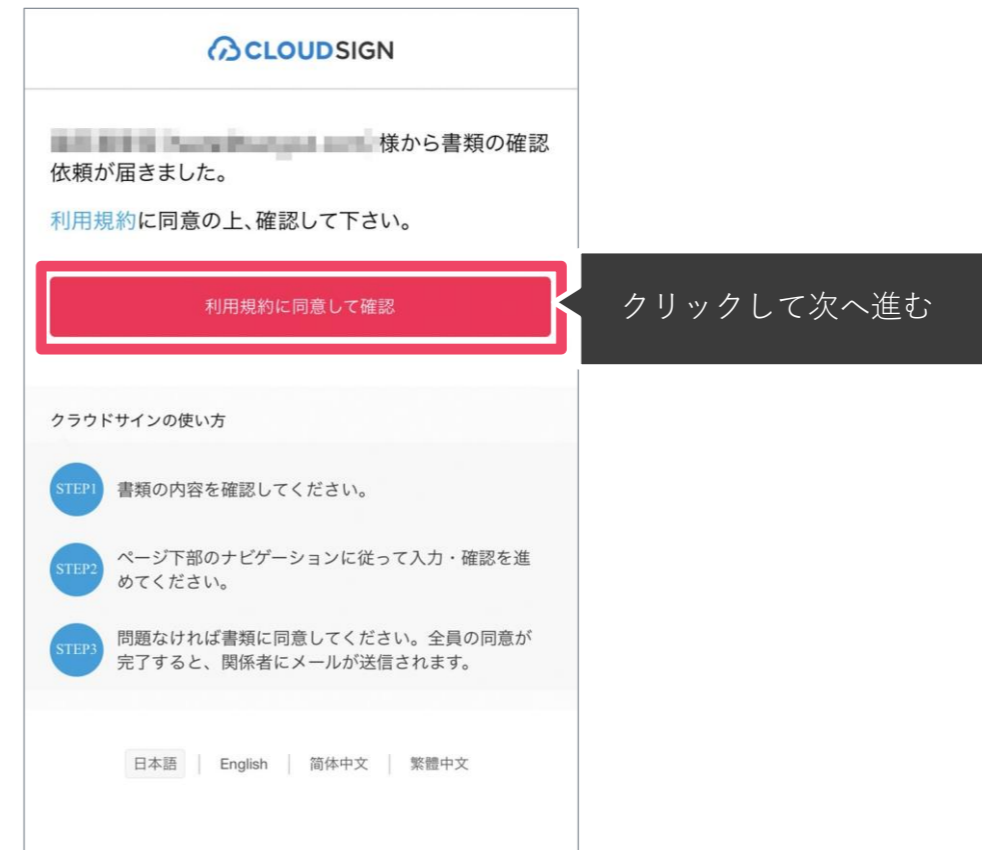 CLOUDSIGN
様から書類の確認
依頼が届きました。
利用規約に同意の上、確認して下さい。
利用規約に同意して確認
クリックして次へ進む
クラウドサインの使い方
STEP1 書類の内容を確認してください。
STEP2 ページ下部のナビゲーションに従って入力・確認を進
めてください。
STEP3 問題なければ書類に同意してください。全員の同意が
完了すると、関係者にメールが送信されます。
日本語 | English | 简体中文 | 繁體中文